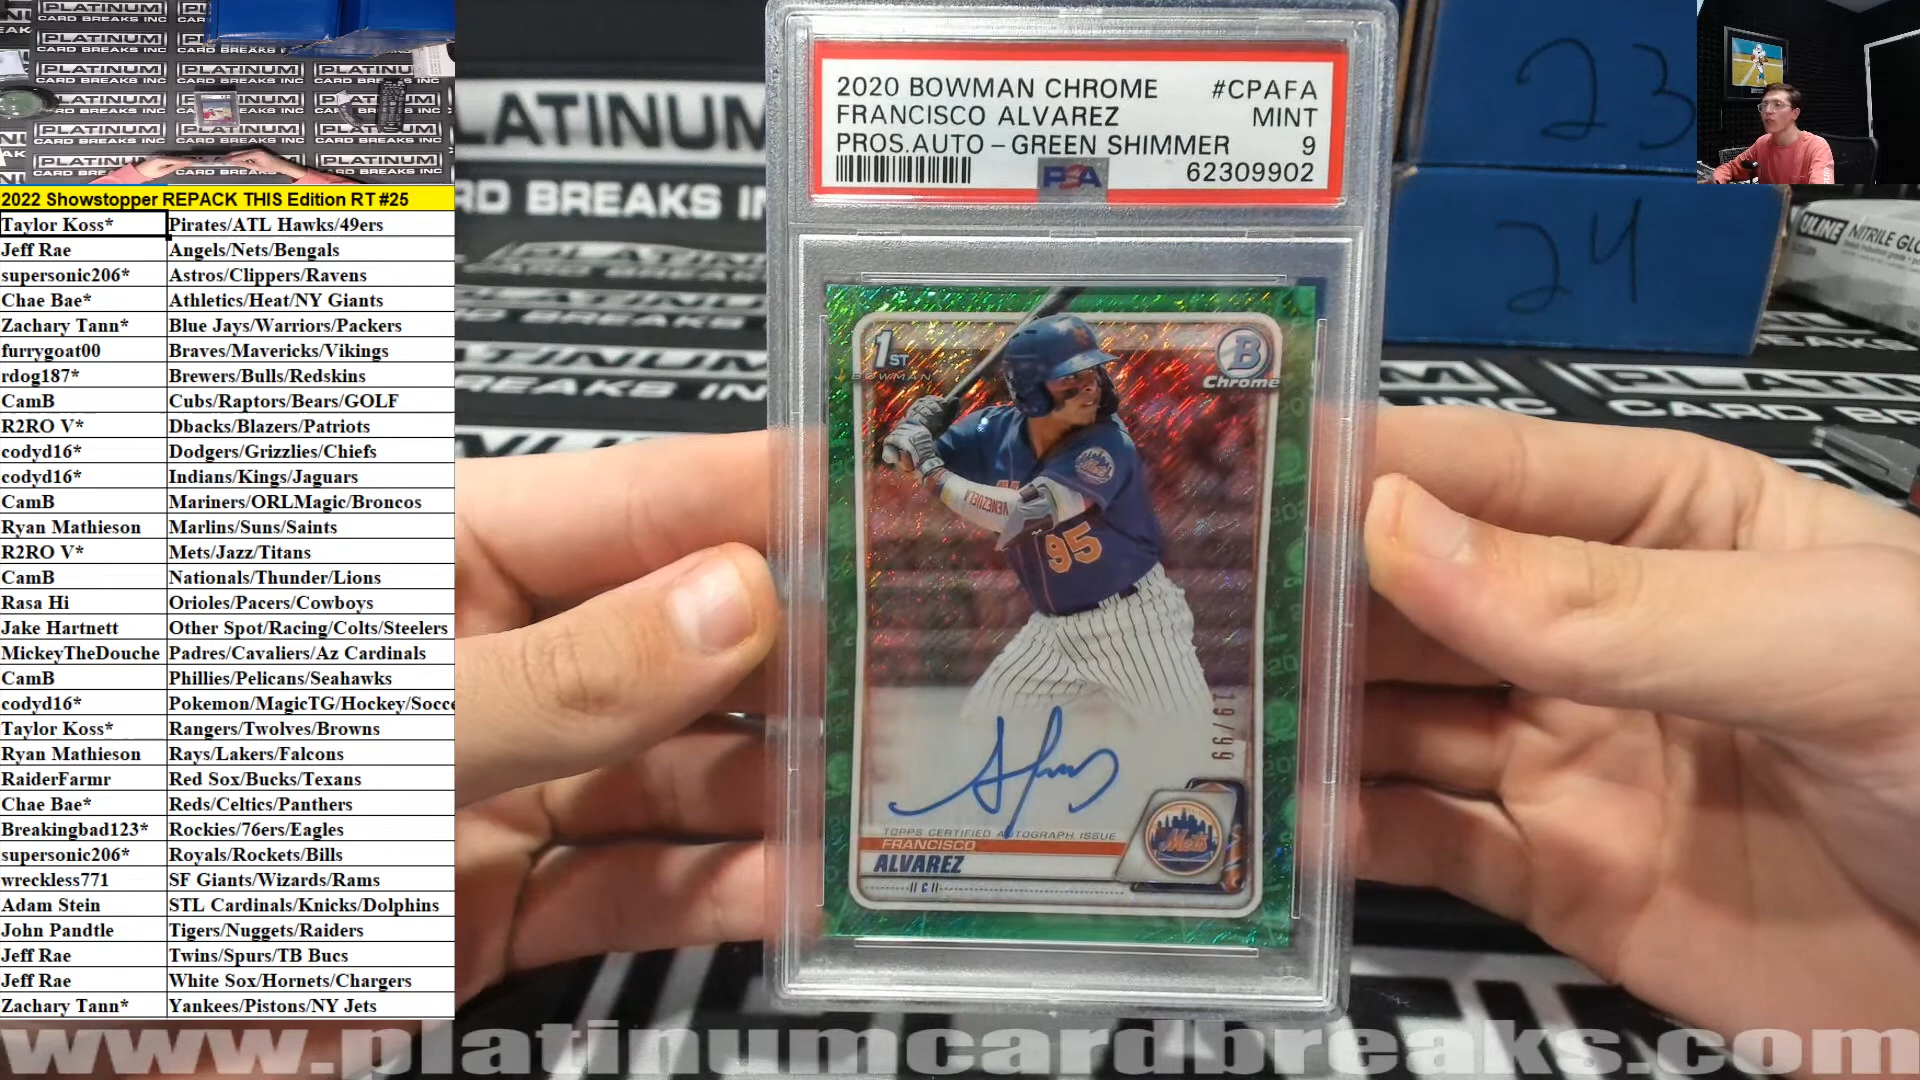 PLATINUM
CARD BREAKS INC
2022 Showstopper REPACK THIS Edition RT #25
Taylor Koss* Pirates/ATL Hawks/49ers
Jeff Rae Angels/Nets/Bengals
supersonic206* Astros/Clippers/Ravens
Chae Bae* Athletics/Heat/NY Giants
Zachary Tann* Blue Jays/Warriors/Packers
furrygoat00 Braves/Mavericks/Vikings
rdog187* Brewers/Bulls/Redskins
CamB Cubs/Raptors/Bears/GOLF
R2RO V* Dbacks/Blazers/Patriots
codyd16* Dodgers/Grizzlies/Chiefs
codyd16* Indians/Kings/Jaguars
CamB Mariners/ORLMagic/Broncos
Ryan Mathieson Marlins/Suns/Saints
R2RO V* Mets/Jazz/Titans
CamB Nationals/Thunder/Lions
Rasa Hi Orioles/Pacers/Cowboys
Jake Hartnett Other Spot/Racing/Colts/Steelers
MickeyTheDouche Padres/Cavaliers/Az Cardinals
CamB Phillies/Pelicans/Seahawks
codyd16* Pokemon/MagicTG/Hockey/Socce
Taylor Koss* Rangers/Twolves/Browns
Ryan Mathieson Rays/Lakers/Falcons
RaiderFarmr Red Sox/Bucks/Texans
Chae Bae* Reds/Celtics/Panthers
Breakingbad123* Rockies/76ers/Eagles
supersonic206* Royals/Rockets/Bills
wreckless771 SF Giants/Wizards/Rams
Adam Stein STL Cardinals/Knicks/Dolphins
John Pandtle Tigers/Nuggets/Raiders
Jeff Rae Twins/Spurs/TB Bucs
Jeff Rae White Sox/Hornets/Chargers
Zachary Tann* Yankees/Pistons/NY Jets
2020 BOWMAN CHROME #CPAFA
FRANCISCO ALVAREZ MINT
PROS.AUTO – GREEN SHIMMER 9
PSA 62309902
1ST
BOWMAN
B
Chrome
Mets
VENEZUELA
95
19/99
TOPPS CERTIFIED AUTOGRAPH ISSUE
FRANCISCO
ALVAREZ
C
Mets
23
24
ULINE NITRILE GLO
www.platinumcardbreaks.com